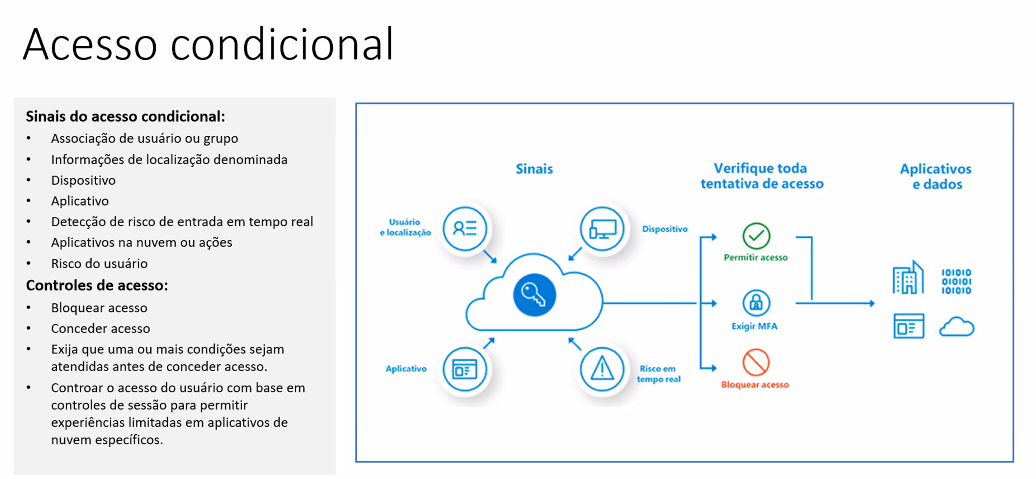 Acesso condicional
Sinais do acesso condicional:
• Associação de usuário ou grupo
• Informações de localização denominada
• Dispositivo
• Aplicativo
• Detecção de risco de entrada em tempo real
• Aplicativos na nuvem ou ações
• Risco do usuário
Controles de acesso:
• Bloquear acesso
• Conceder acesso
• Exija que uma ou mais condições sejam
atendidas antes de conceder acesso.
• Controar o acesso do usuário com base em
controles de sessão para permitir
experiências limitadas em aplicativos de
nuvem específicos.
Sinais
Usuário
e localização
Dispositivo
Aplicativo
Risco em
tempo real
Verifique toda
tentativa de acesso
Permitir acesso
Exigir MFA
Bloquear acesso
Aplicativos
e dados
101010
010101
101010